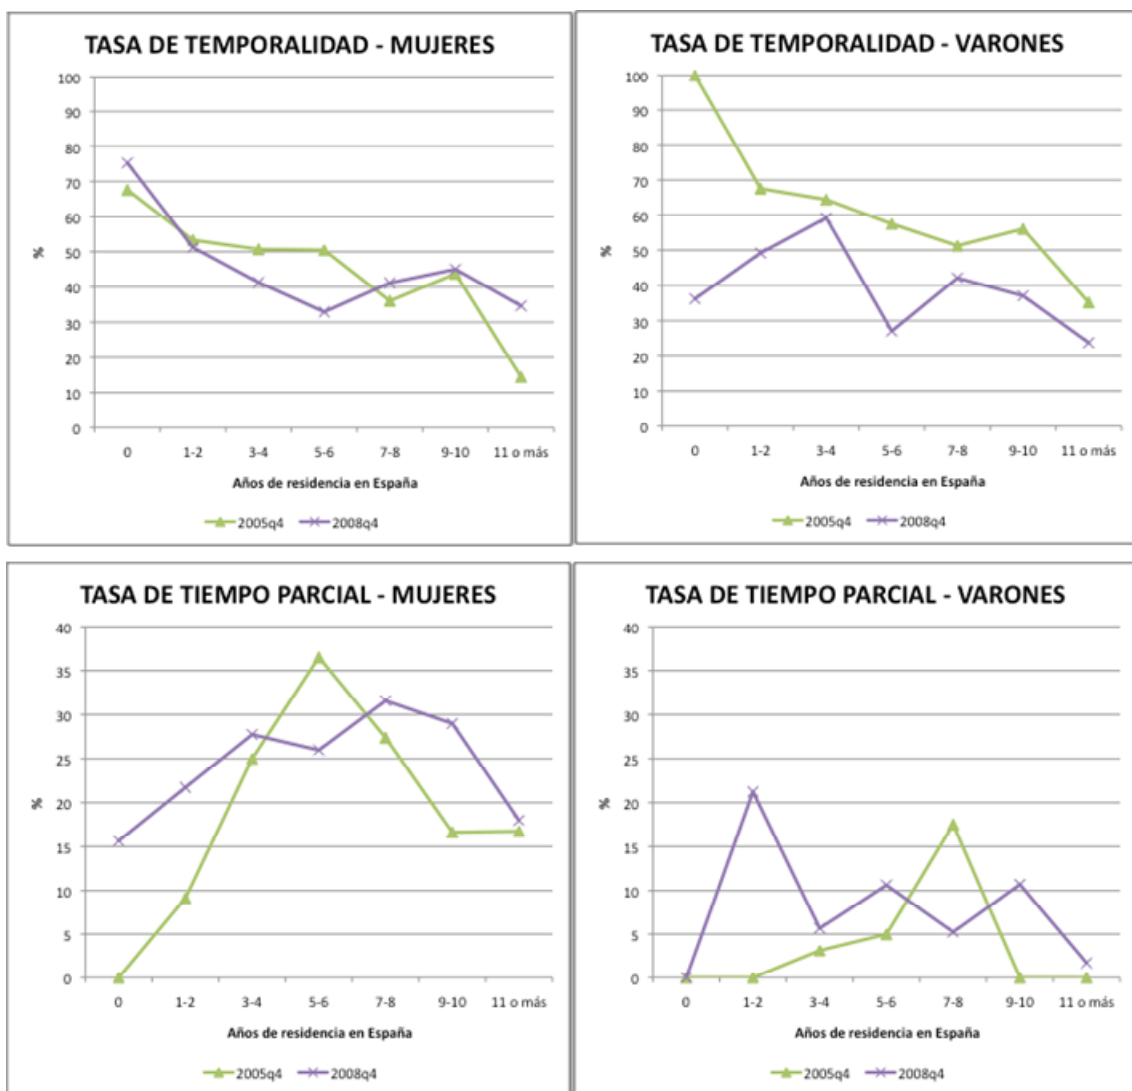 TASA DE TEMPORALIDAD - MUJERES
100
90
80
70
60
50
40
30
20
10
0
%
0 1-2 3-4 5-6 7-8 9-10 11 o más
Años de residencia en España
2005q4 2008q4
TASA DE TEMPORALIDAD - VARONES
100
90
80
70
60
50
40
30
20
10
0
%
0 1-2 3-4 5-6 7-8 9-10 11 o más
Años de residencia en España
2005q4 2008q4
TASA DE TIEMPO PARCIAL - MUJERES
40
35
30
25
20
15
10
5
0
%
0 1-2 3-4 5-6 7-8 9-10 11 o más
Años de residencia en España
2005q4 2008q4
TASA DE TIEMPO PARCIAL - VARONES
40
35
30
25
20
15
10
5
0
%
0 1-2 3-4 5-6 7-8 9-10 11 o más
Años de residencia en España
2005q4 2008q4